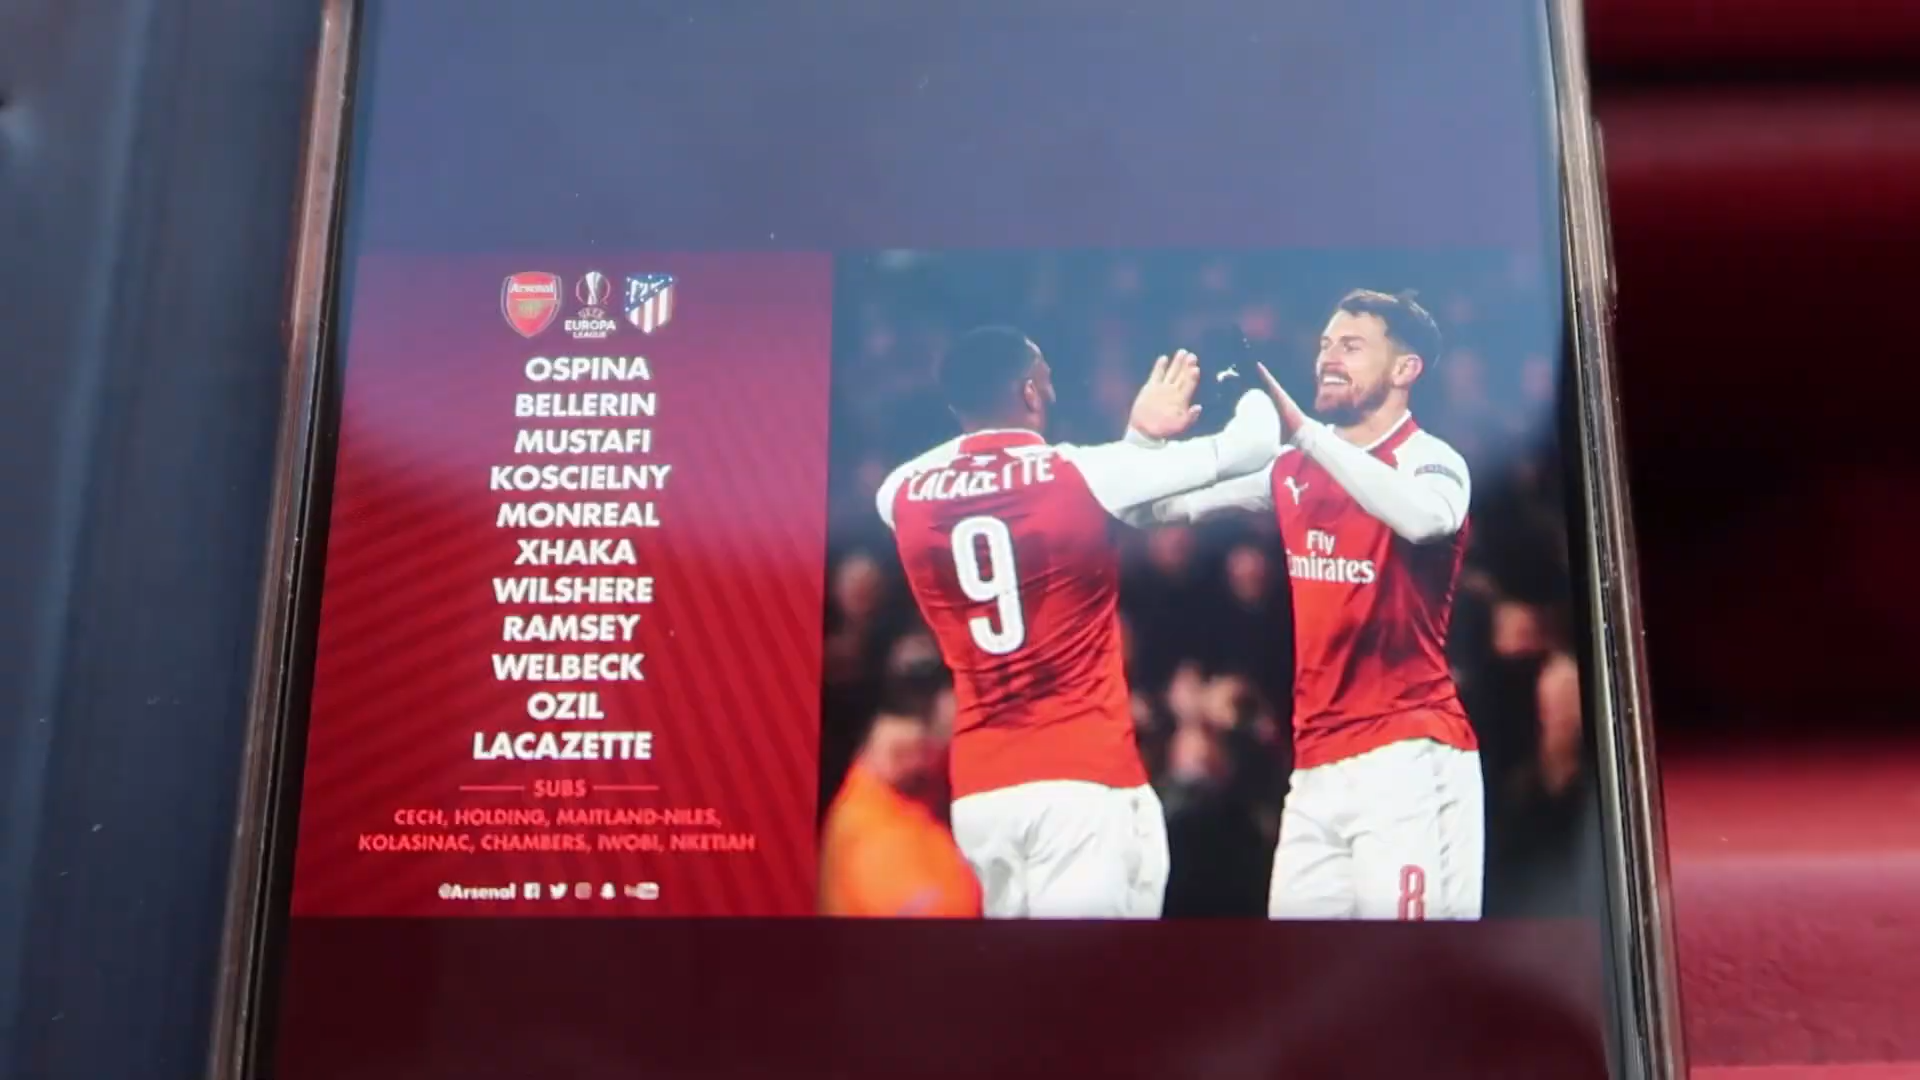 Arsenal
UEFA
EUROPA
LEAGUE
OSPINA
BELLERIN
MUSTAFI
KOSCIELNY
MONREAL
XHAKA
WILSHERE
RAMSEY
WELBECK
OZIL
LACAZETTE
SUBS
CECH, HOLDING, MAITLAND-NILES,
KOLASINAC, CHAMBERS, IWOBI, NKETIAH
@Arsenal
LACAZETTE
9
Fly
Emirates
8